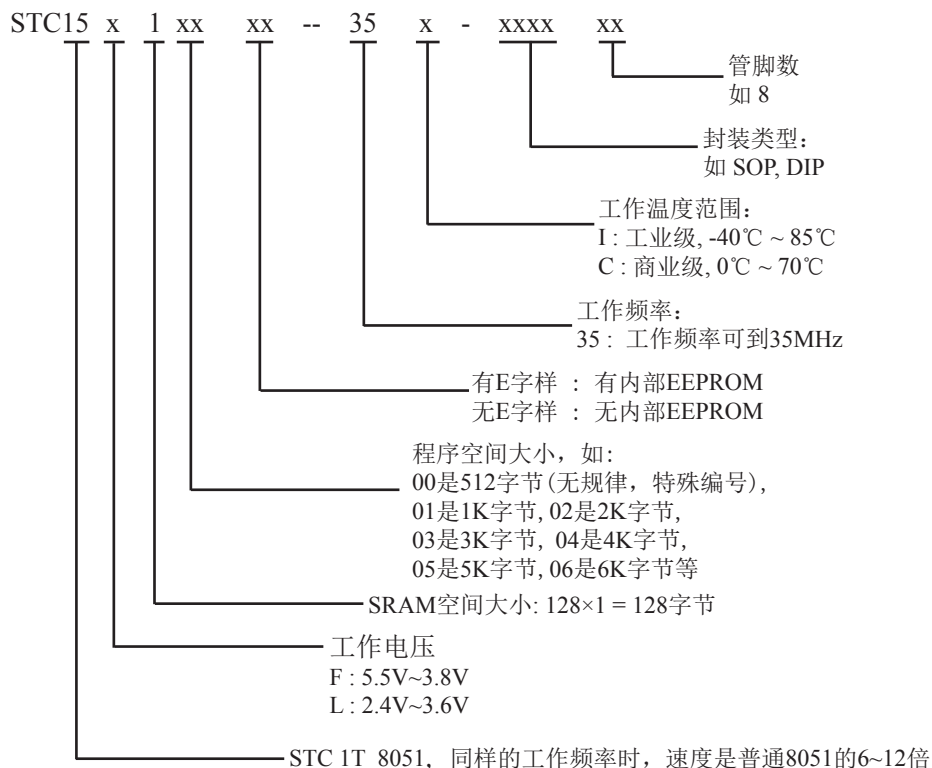 STC15 x 1 xx xx -- 35 x - xxxx xx
管脚数
如 8
封装类型:
如 SOP, DIP
工作温度范围:
I : 工业级, -40℃ ~ 85℃
C : 商业级, 0℃ ~ 70℃
工作频率:
35 : 工作频率可到35MHz
有E字样 : 有内部EEPROM
无E字样 : 无内部EEPROM
程序空间大小，如:
00是512字节(无规律，特殊编号),
01是1K字节, 02是2K字节,
03是3K字节, 04是4K字节,
05是5K字节, 06是6K字节等
SRAM空间大小: 128×1 = 128字节
工作电压
F : 5.5V~3.8V
L : 2.4V~3.6V
STC 1T 8051, 同样的工作频率时，速度是普通8051的6~12倍